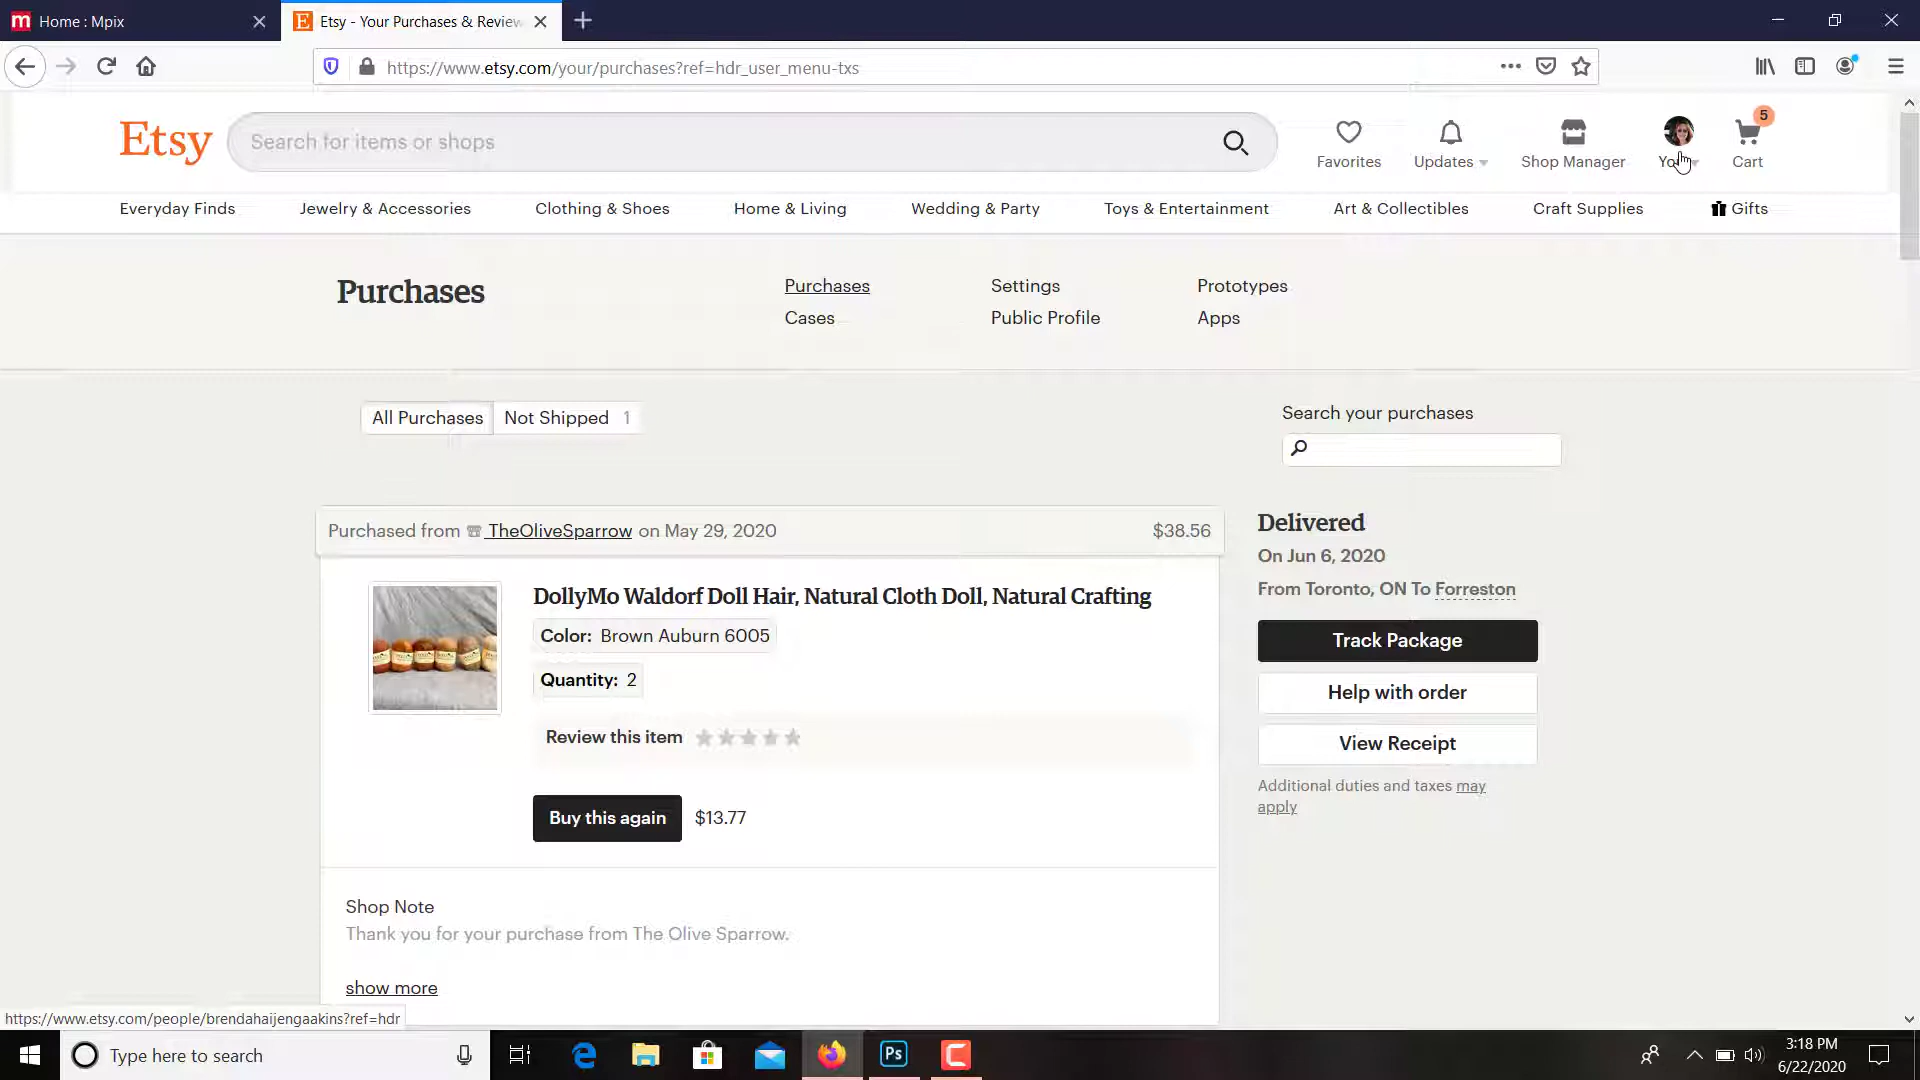 Home : Mpix
Etsy - Your Purchases & Review
https://www.etsy.com/your/purchases?ref=hdr_user_menu-txs
Etsy
Search for items or shops
Favorites
Updates
Shop Manager
5
Cart
Everyday Finds
Jewelry & Accessories
Clothing & Shoes
Home & Living
Wedding & Party
Toys & Entertainment
Art & Collectibles
Craft Supplies
Gifts
Purchases
Purchases
Settings
Prototypes
Cases
Public Profile
Apps
All Purchases
Not Shipped 1
Search your purchases
Purchased from TheOliveSparrow on May 29, 2020
$38.56
DollyMo Waldorf Doll Hair, Natural Cloth Doll, Natural Crafting
Color: Brown Auburn 6005
Quantity: 2
Review this item
Buy this again
$13.77
Shop Note
Thank you for your purchase from The Olive Sparrow.
show more
Delivered
On Jun 6, 2020
From Toronto, ON To Forreston
Track Package
Help with order
View Receipt
Additional duties and taxes may
apply
https://www.etsy.com/people/brendahaijengaakins?ref=hdr
Type here to search
Ps
3:18 PM
6/22/2020